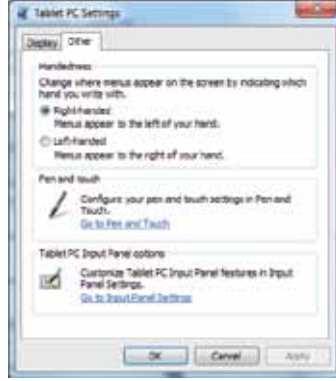 Tablet PC Settings
Display Other
Handedness
Change where menus appear on the screen by indicating which
hand you write with.
Right-handed
Menus appear to the left of your hand.
Left-handed
Menus appear to the right of your hand.
Pen and touch
Configure your pen and touch settings in Pen and
Touch.
Go to Pen and Touch
Tablet PC Input Panel options
Customize Tablet PC Input Panel features in Input
Panel Settings.
Go to Input Panel Settings
OK Cancel Apply